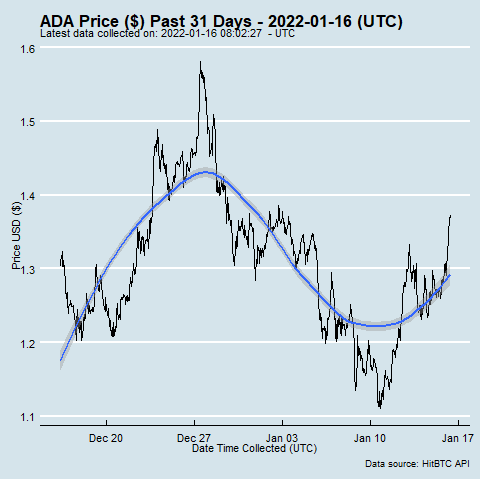 ADA Price ($) Past 31 Days - 2022-01-16 (UTC)
Latest data collected on: 2022-01-16 08:02:27 - UTC
1.6
1.5
1.4
1.3
1.2
1.1
Price USD ($)
Dec 20 Dec 27 Jan 03 Jan 10 Jan 17
Date Time Collected (UTC)
Data source: HitBTC API